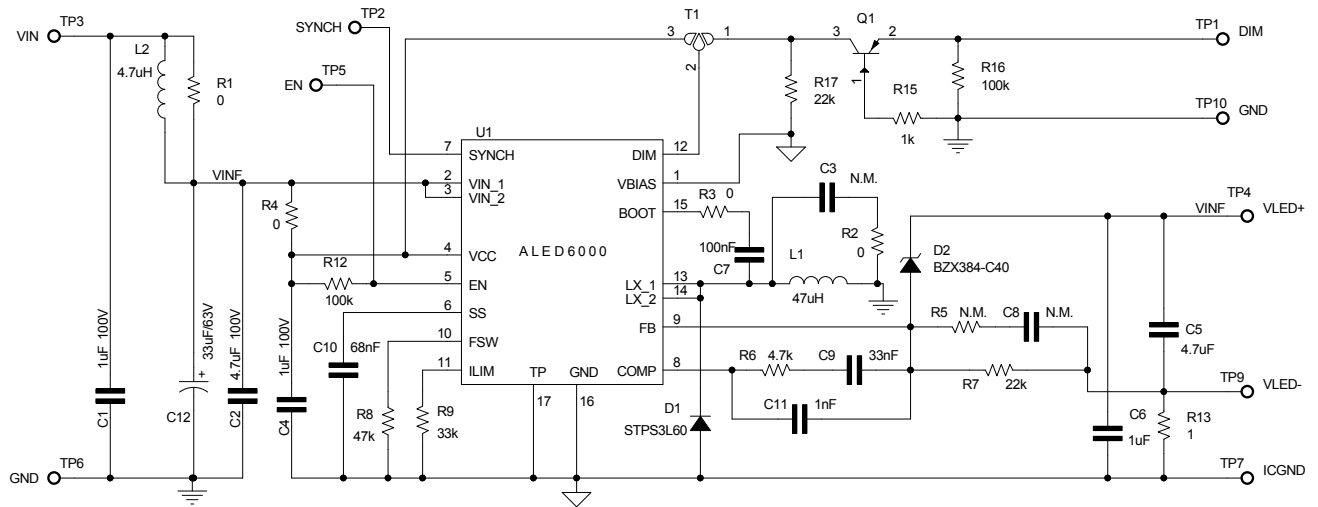 VIN TP3
SYNCH TP2
EN TP5
L2
4.7uH
R1
0
VINF
GND TP6
C1
1uF 100V
C12
33uF/63V
+
C2
4.7uF 100V
C4
1uF 100V
R4
0
R12
100k
C10 68nF
R8
47k
R9
33k
U1
ALED6000
7 SYNCH
2 VIN_1
3 VIN_2
4 VCC
5 EN
6 SS
10 FSW
11 ILIM
TP
17
GND
16
DIM 12
VBIAS 1
BOOT 15
LX_1 13
LX_2 14
FB 9
COMP 8
T1
3 1
2
R17
22k
Q1
3 2
1
R15
1k
R16
100k
TP1 DIM
TP10 GND
R3 0
100nF
C7
C3 N.M.
L1
47uH
R2
0
D2
BZX384-C40
R5 N.M. C8 N.M.
R6 4.7k C9 33nF
R7 22k
C11 1nF
D1
STPS3L60
VINF TP4 VLED+
C5
4.7uF
TP9 VLED-
C6
1uF
R13
1
TP7 ICGND